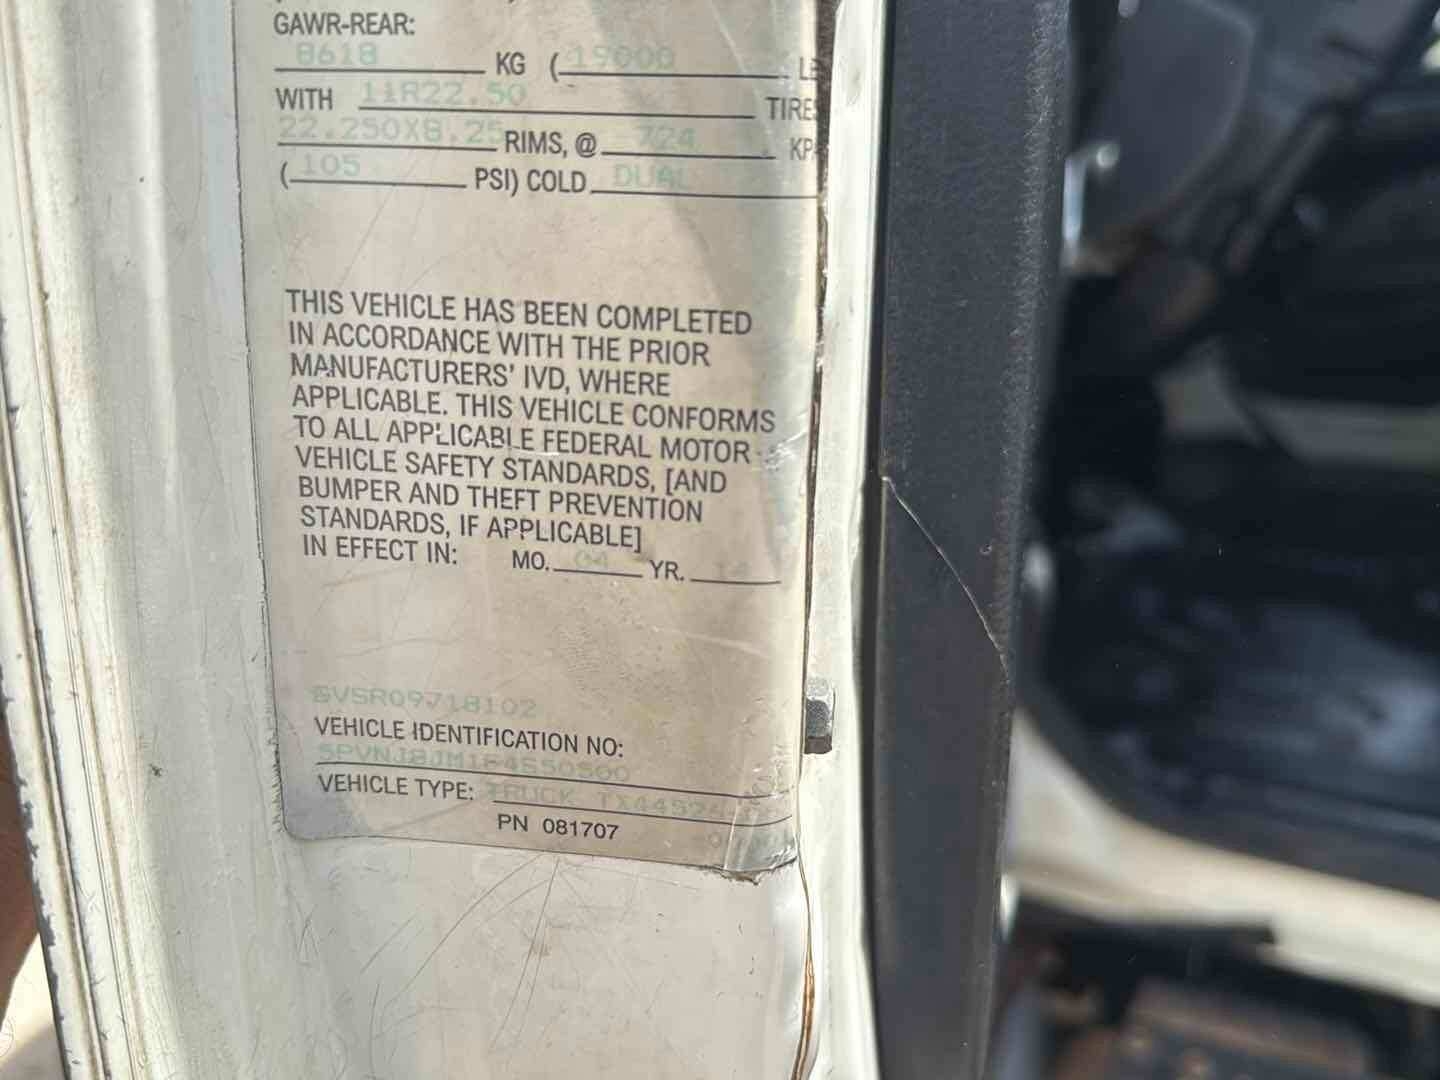 GAWR-REAR:
8618 KG (19000
WITH 11R22.50 TIRES
22.250X8.25 RIMS, @ 724 KPA
(105 PSI) COLD DUAL
THIS VEHICLE HAS BEEN COMPLETED
IN ACCORDANCE WITH THE PRIOR
MANUFACTURERS' IVD, WHERE
APPLICABLE. THIS VEHICLE CONFORMS
TO ALL APPLICABLE FEDERAL MOTOR
VEHICLE SAFETY STANDARDS, [AND
BUMPER AND THEFT PREVENTION
STANDARDS, IF APPLICABLE]
IN EFFECT IN: MO. 04 YR. 14
VEHICLE IDENTIFICATION NO:
VEHICLE TYPE: TRUCK
PN 081707